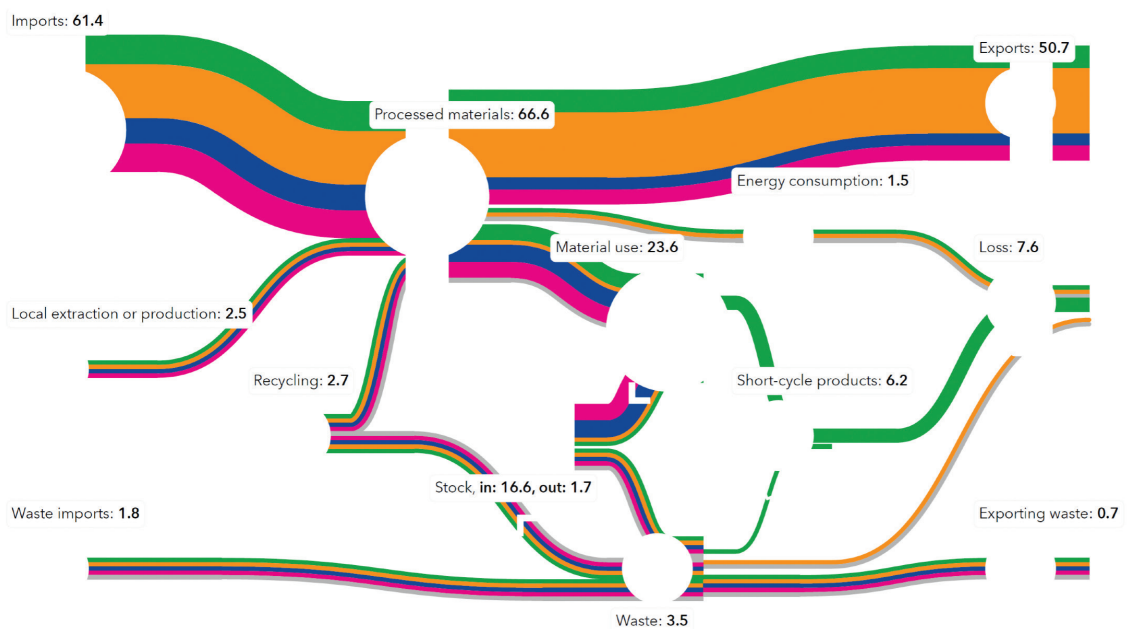 Imports: 61.4
Exports: 50.7
Processed materials: 66.6
Energy consumption: 1.5
Material use: 23.6
Loss: 7.6
Local extraction or production: 2.5
Recycling: 2.7
Short-cycle products: 6.2
Stock, in: 16.6, out: 1.7
Waste imports: 1.8
Exporting waste: 0.7
Waste: 3.5